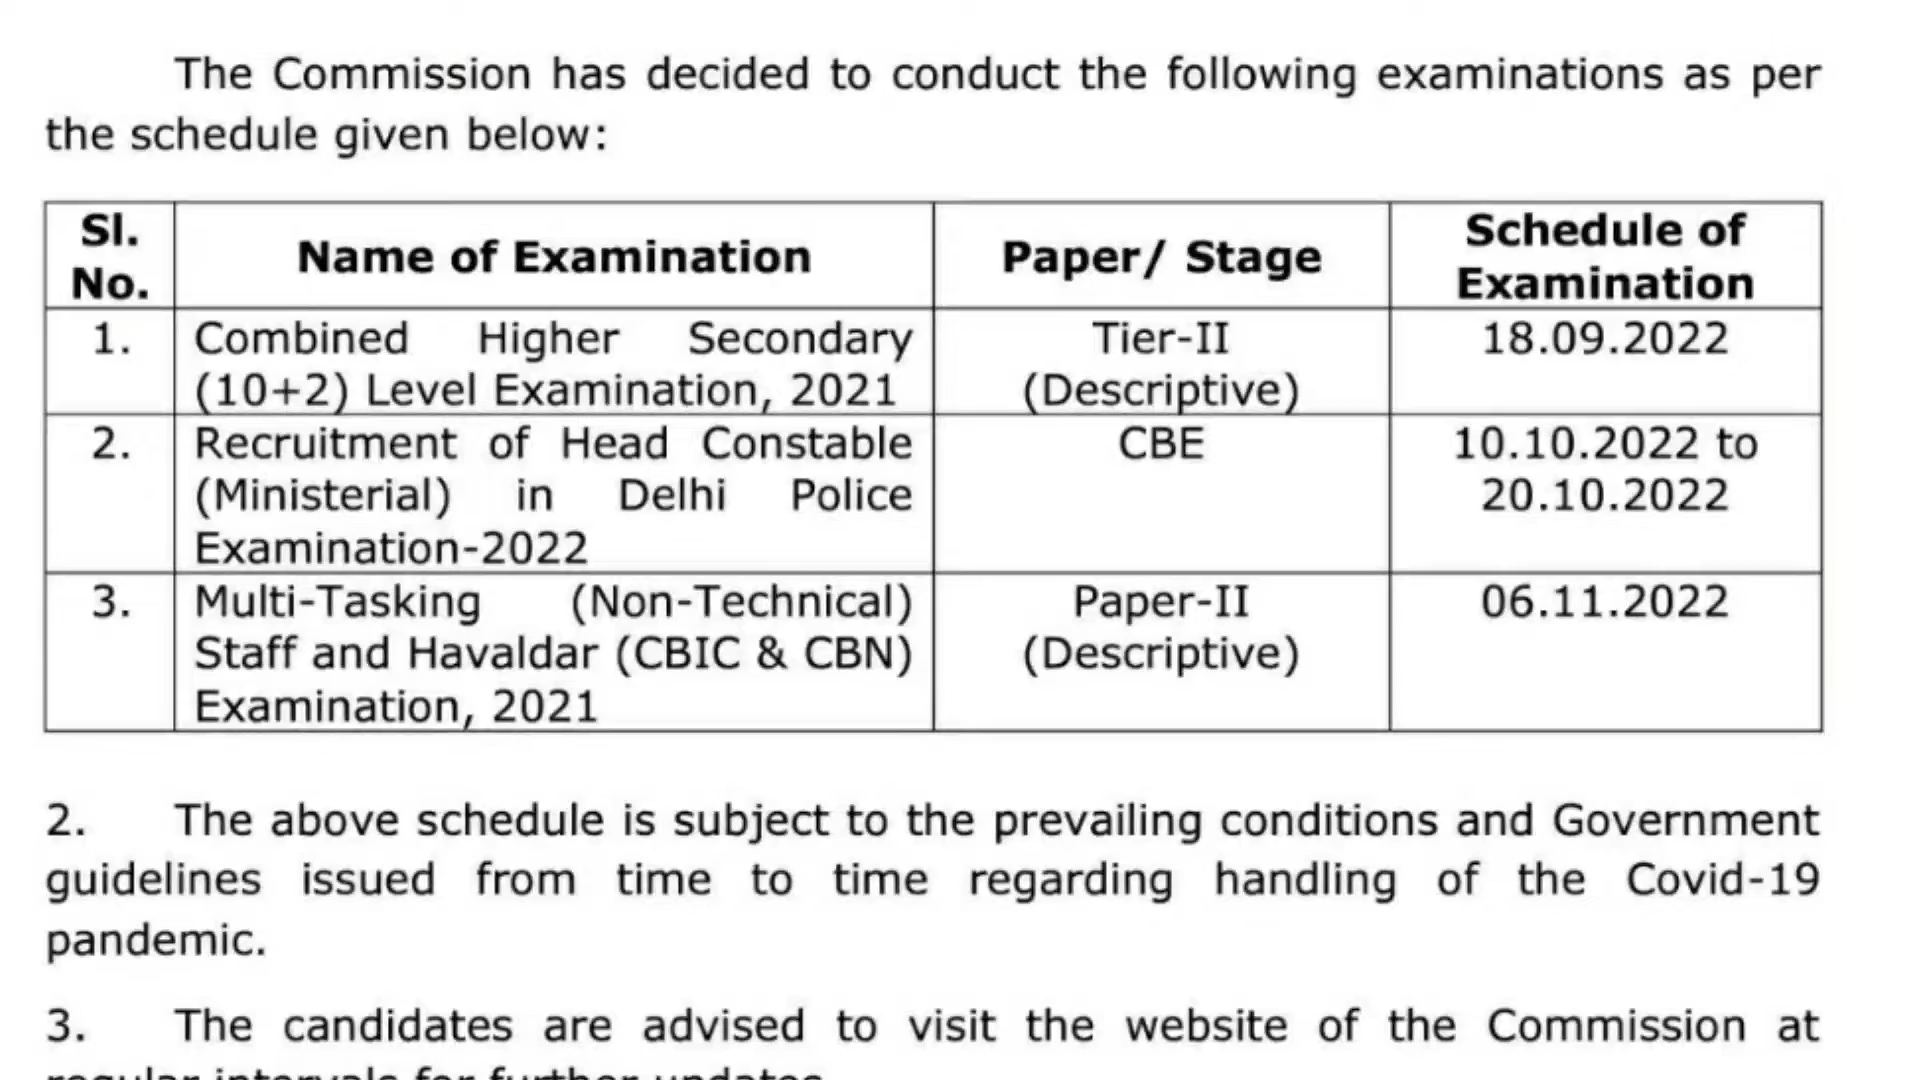 The Commission has decided to conduct the following examinations as per
the schedule given below:
Sl. No. Name of Examination Paper/ Stage Schedule of Examination
1. Combined Higher Secondary Tier-II 18.09.2022
(10+2) Level Examination, 2021 (Descriptive)
2. Recruitment of Head Constable CBE 10.10.2022 to
(Ministerial) in Delhi Police 20.10.2022
Examination-2022
3. Multi-Tasking (Non-Technical) Paper-II 06.11.2022
Staff and Havaldar (CBIC & CBN) (Descriptive)
Examination, 2021
2. The above schedule is subject to the prevailing conditions and Government
guidelines issued from time to time regarding handling of the Covid-19
pandemic.
3. The candidates are advised to visit the website of the Commission at
regular intervals for further updates